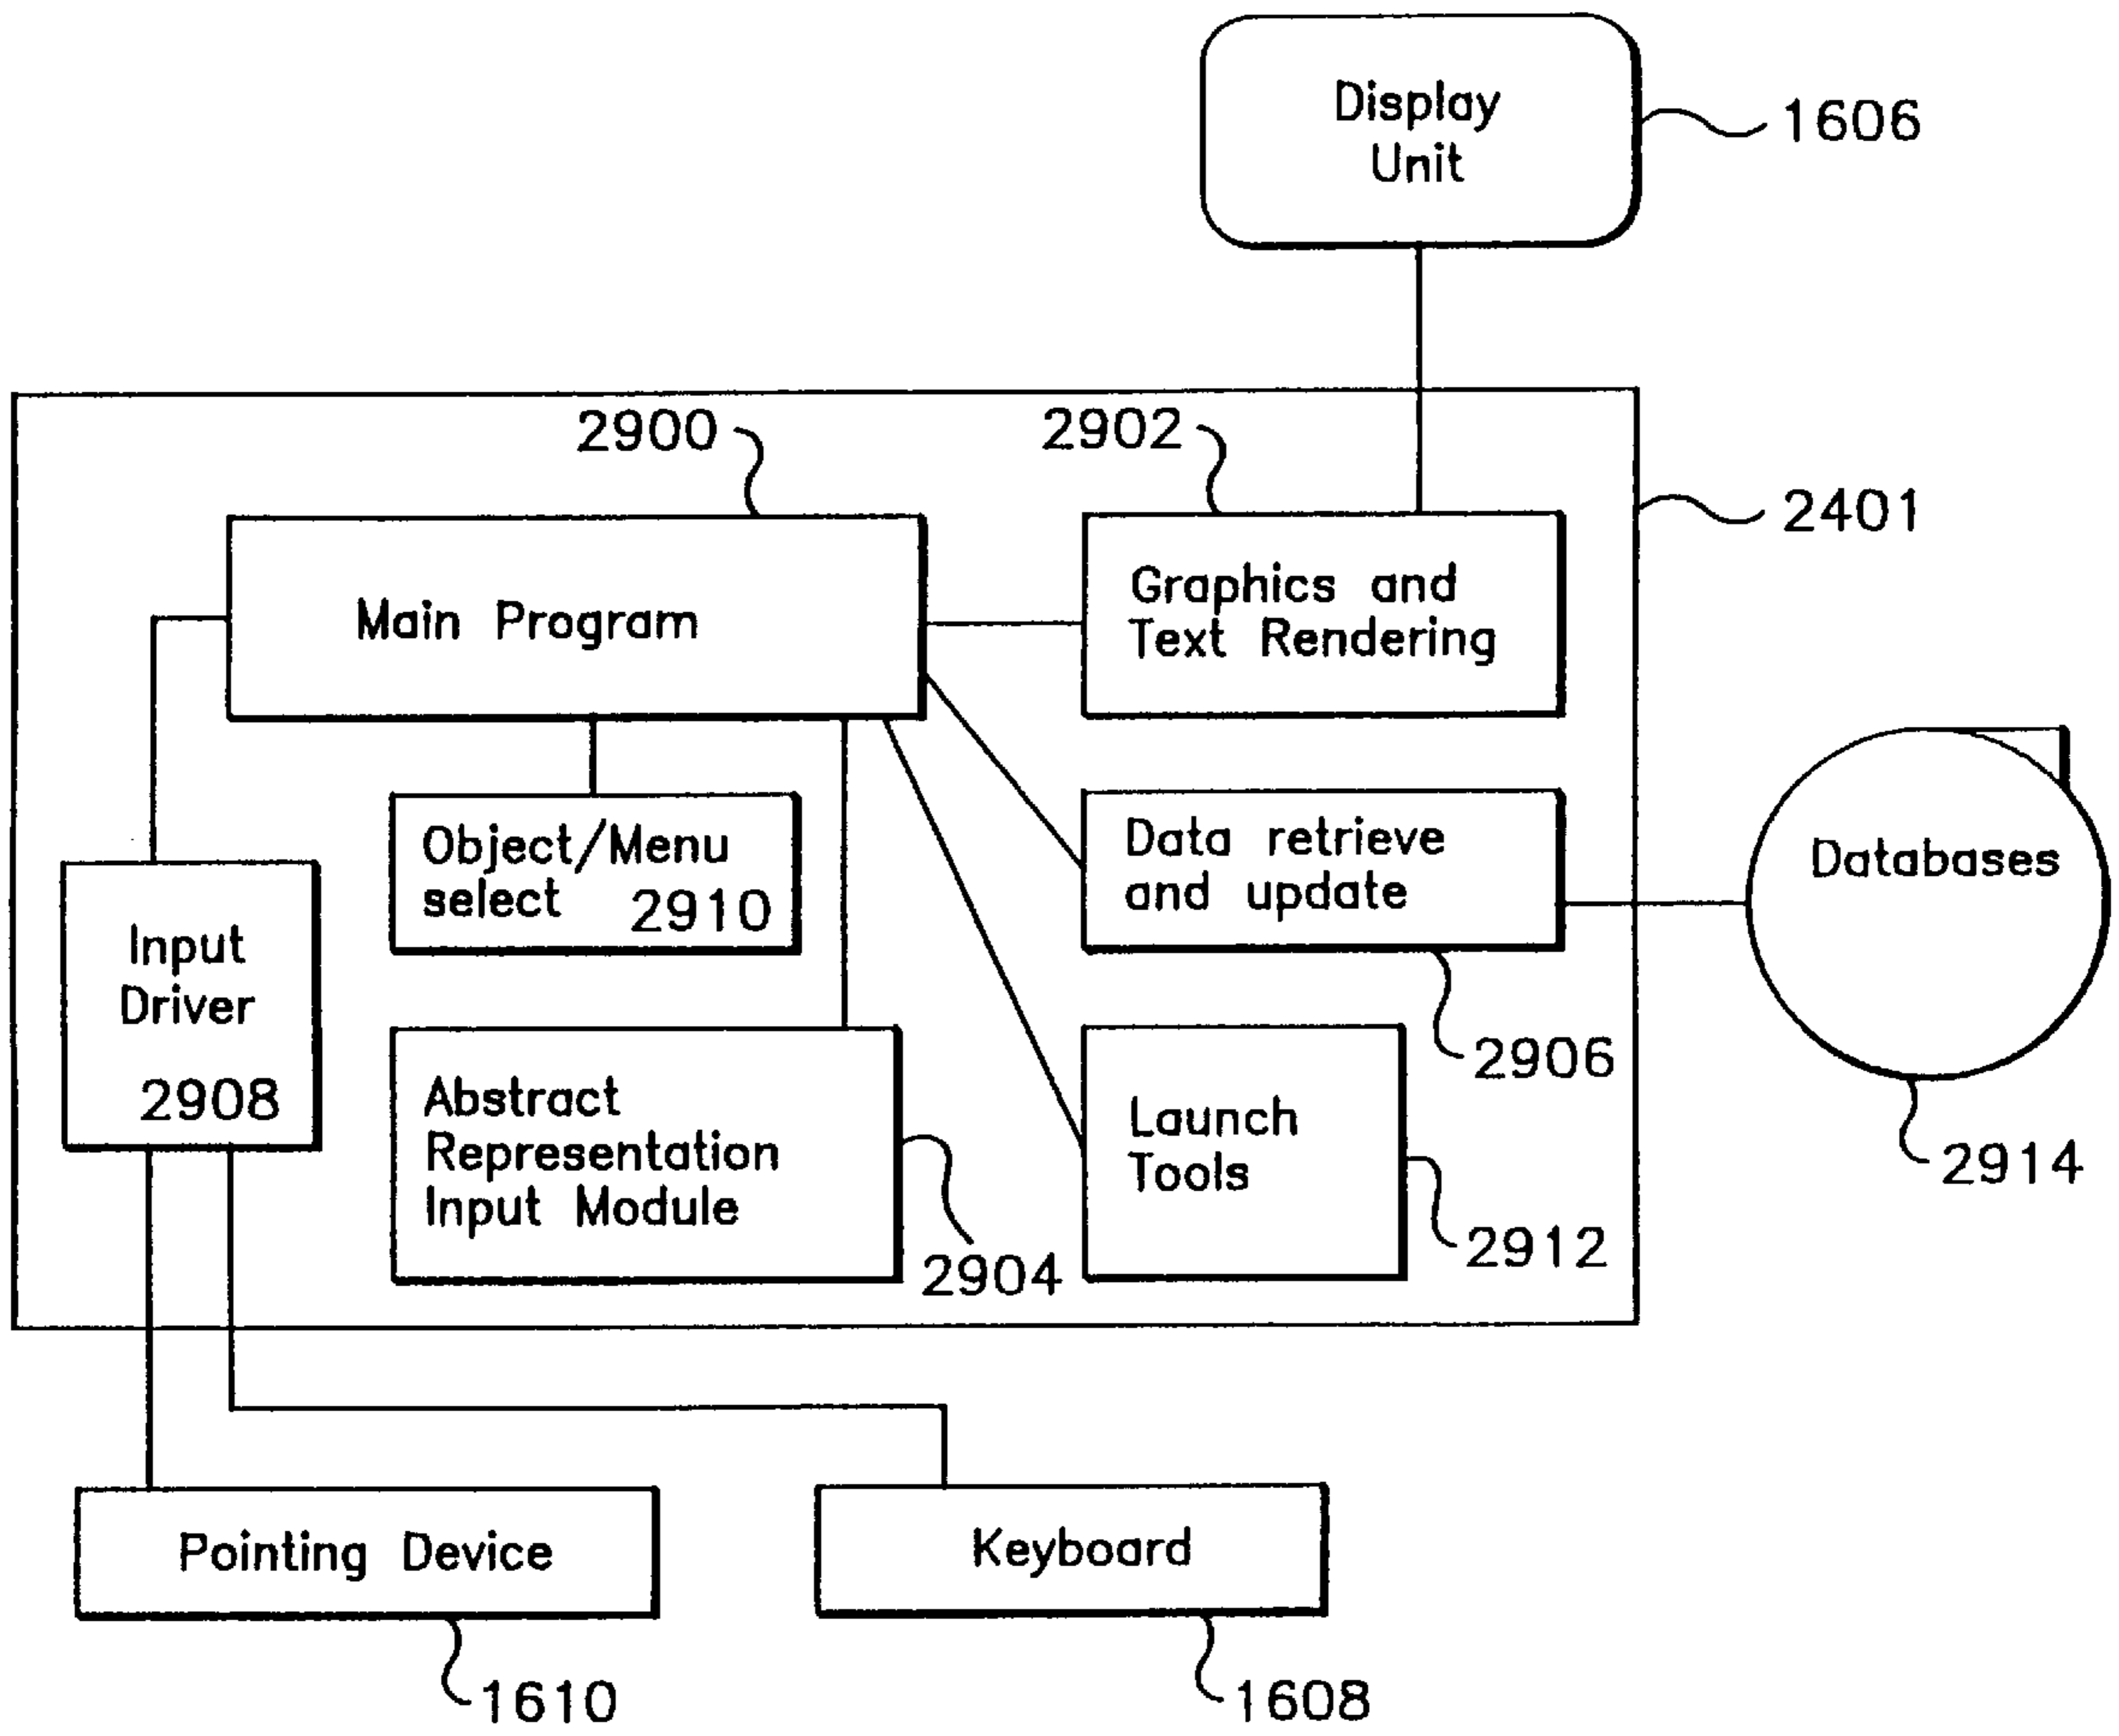 Display
Unit
1606
2900
2902
2401
Main Program
Graphics and
Text Rendering
Object/Menu
select 2910
Data retrieve
and update
Databases
Input
Driver
2908
2906
Abstract
Representation
Input Module
2904
Launch
Tools
2912
2914
Pointing Device
Keyboard
1610
1608